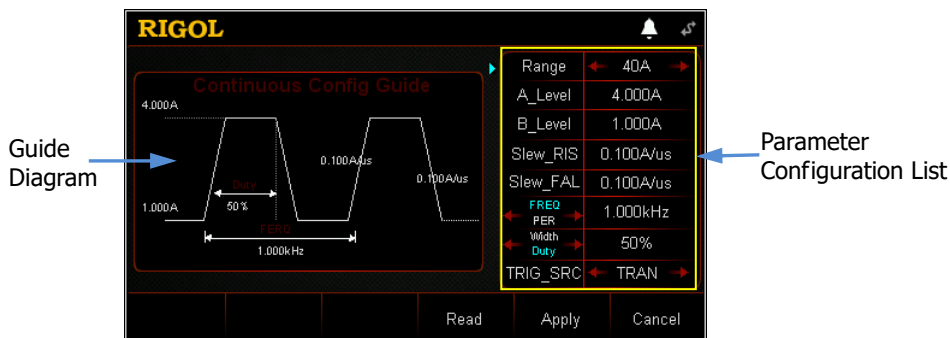 RIGOL
Continuous Config Guide
4.000A
0.100A/us
0.100A/us
Duty
50%
1.000A
FERQ
1.000kHz
Range 40A
A_Level 4.000A
B_Level 1.000A
Slew_RIS 0.100A/us
Slew_FAL 0.100A/us
FREQ
PER
1.000kHz
Width
Duty
50%
TRIG_SRC TRAN
Read Apply Cancel
Guide
Diagram
Parameter
Configuration List